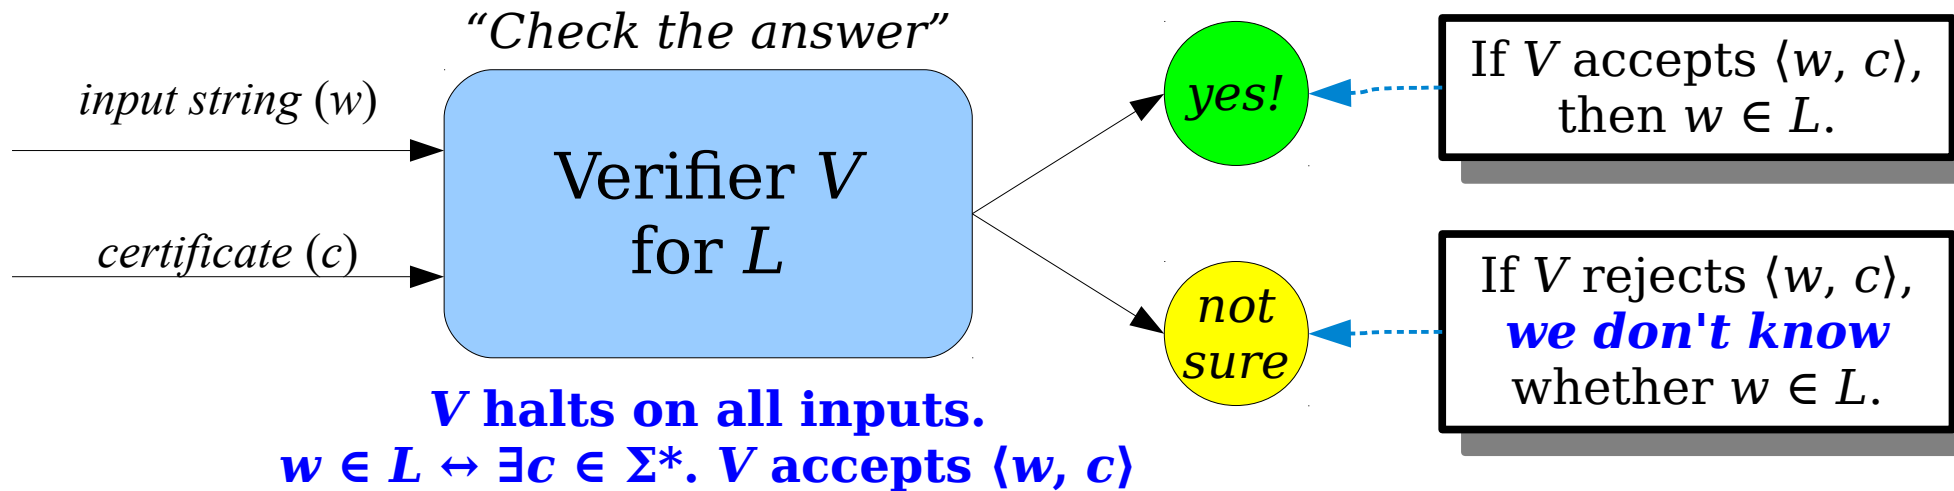 “Check the answer”
input string (w)
certificate (c)
Verifier V
for L
yes!
not
sure
If V accepts ⟨w, c⟩,
then w ∈ L.
If V rejects ⟨w, c⟩,
we don't know
whether w ∈ L.
V halts on all inputs.
w ∈ L ↔ ∃c ∈ Σ*. V accepts ⟨w, c⟩